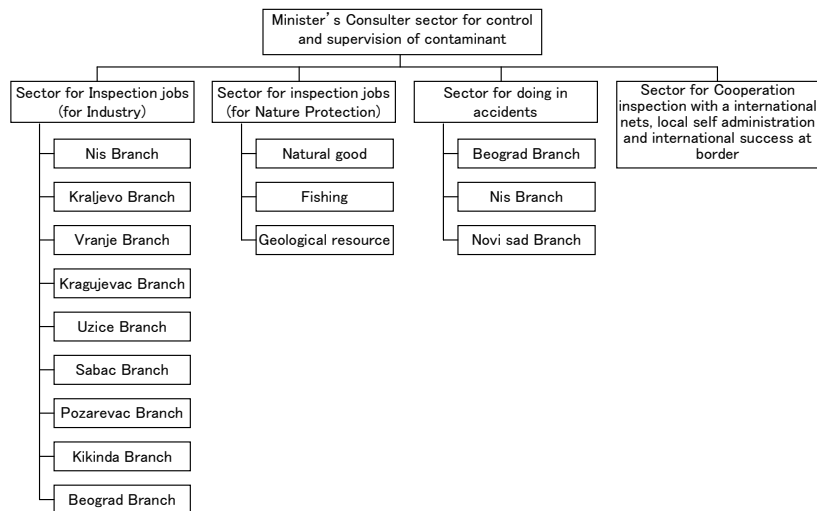 Minister's Consulter sector for control
and supervision of contaminant
Sector for Inspection jobs
(for Industry)
Nis Branch
Kraljevo Branch
Vranje Branch
Kragujevac Branch
Uzice Branch
Sabac Branch
Pozarevac Branch
Kikinda Branch
Beograd Branch
Sector for inspection jobs
(for Nature Protection)
Natural good
Fishing
Geological resource
Sector for doing in
accidents
Beograd Branch
Nis Branch
Novi sad Branch
Sector for Cooperation
inspection with a international
nets, local self administration
and international success at
border